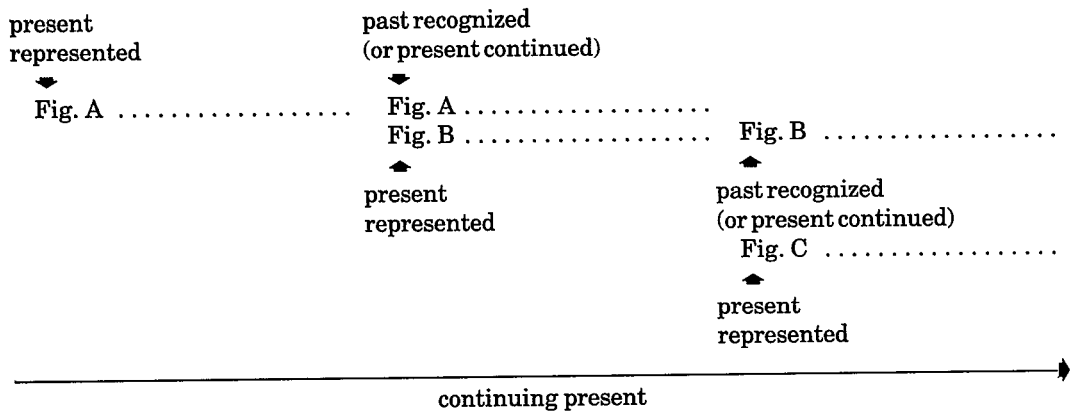 present
represented
Fig. A ...................
past recognized
(or present continued)
Fig. A ....................
Fig. B ....................
present
represented
Fig. B ...................
past recognized
(or present continued)
Fig. C ...................
present
represented
continuing present